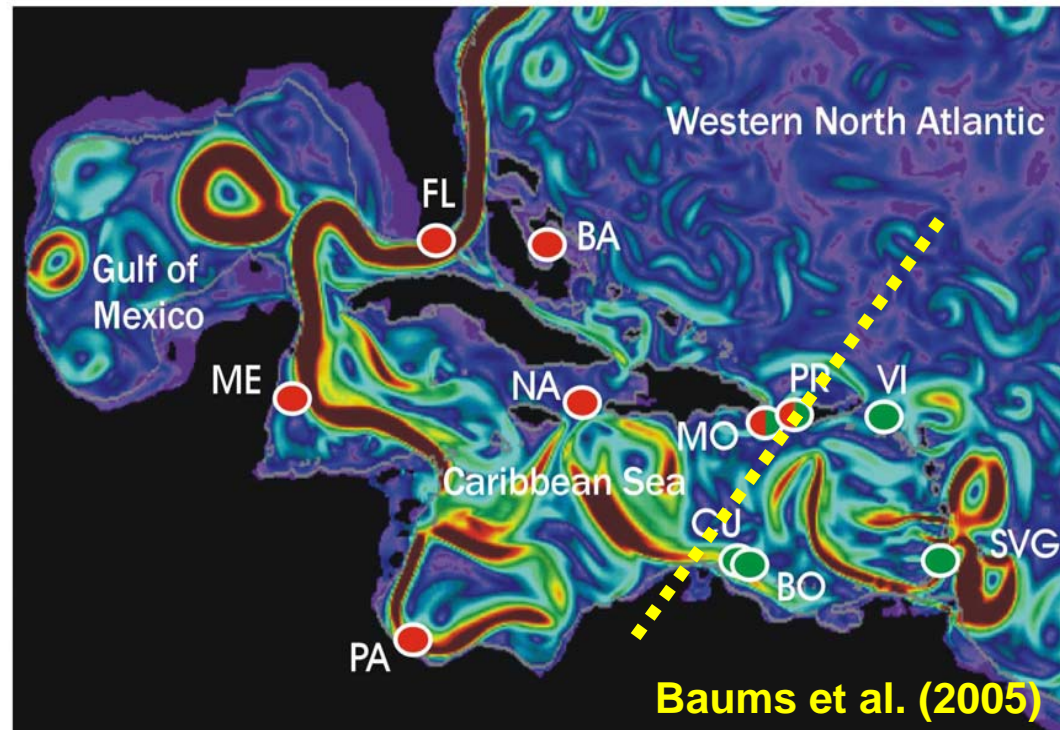 Western North Atlantic
FL
BA
Gulf of
Mexico
ME
NA
PR
VI
MO
Caribbean Sea
CU
SVG
BO
PA
Baums et al. (2005)